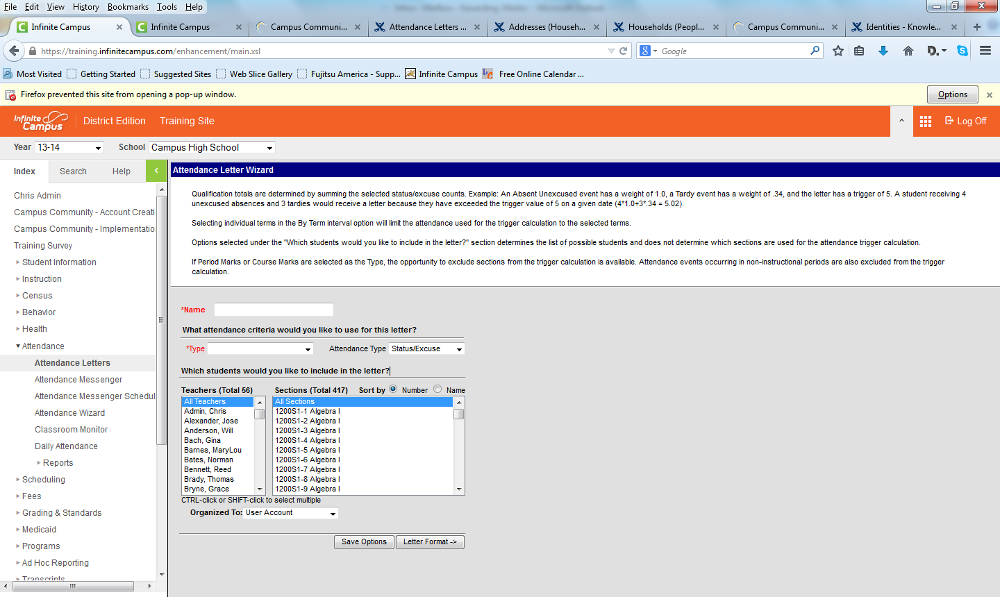 File Edit View History Bookmarks Tools Help
Infinite Campus × Infinite Campus × Campus Communi... × Attendance Letters ... × Addresses (Househ... × Households (Peopl... × Campus Communi... × Identities - Knowle... × +
https://training.infinitecampus.com/enhancement/main.xsl
Google
Most Visited Getting Started Suggested Sites Web Slice Gallery Fujitsu America - Supp... Infinite Campus Free Online Calendar ...
Firefox prevented this site from opening a pop-up window.
Options
Infinite Campus District Edition Training Site Log Off
Year 13-14 School Campus High School
Index Search Help
Chris Admin
Campus Community - Account Creati
Campus Community - Implementatio
Training Survey
Student Information
Instruction
Census
Behavior
Health
Attendance
Attendance Letters
Attendance Messenger
Attendance Messenger Schedul
Attendance Wizard
Classroom Monitor
Daily Attendance
Reports
Scheduling
Fees
Grading & Standards
Medicaid
Programs
Ad Hoc Reporting
Transcripts
Attendance Letter Wizard
Qualification totals are determined by summing the selected status/excuse counts. Example: An Absent Unexcused event has a weight of 1.0, a Tardy event has a weight of .34, and the letter has a trigger of 5. A student receiving 4
unexcused absences and 3 tardies would receive a letter because they have exceeded the trigger value of 5 on a given date (4*1.0+3*.34 = 5.02).
Selecting individual terms in the By Term interval option will limit the attendance used for the trigger calculation to the selected terms.
Options selected under the "Which students would you like to include in the letter?" section determines the list of possible students and does not determine which sections are used for the attendance trigger calculation.
If Period Marks or Course Marks are selected as the Type, the opportunity to exclude sections from the trigger calculation is available. Attendance events occurring in non-instructional periods are also excluded from the trigger
calculation.
*Name
What attendance criteria would you like to use for this letter?
*Type Attendance Type Status/Excuse
Which students would you like to include in the letter?
Teachers (Total 56) Sections (Total 417) Sort by Number Name
All Teachers
Admin, Chris
Alexander, Jose
Anderson, Will
Bach, Gina
Barnes, MaryLou
Bates, Norman
Bennett, Reed
Brady, Thomas
Bryne, Grace
All Sections
1200S1-1 Algebra I
1200S1-2 Algebra I
1200S1-3 Algebra I
1200S1-4 Algebra I
1200S1-5 Algebra I
1200S1-6 Algebra I
1200S1-7 Algebra I
1200S1-8 Algebra I
1200S1-9 Algebra I
CTRL-click or SHIFT-click to select multiple
Organized To: User Account
Save Options Letter Format ->